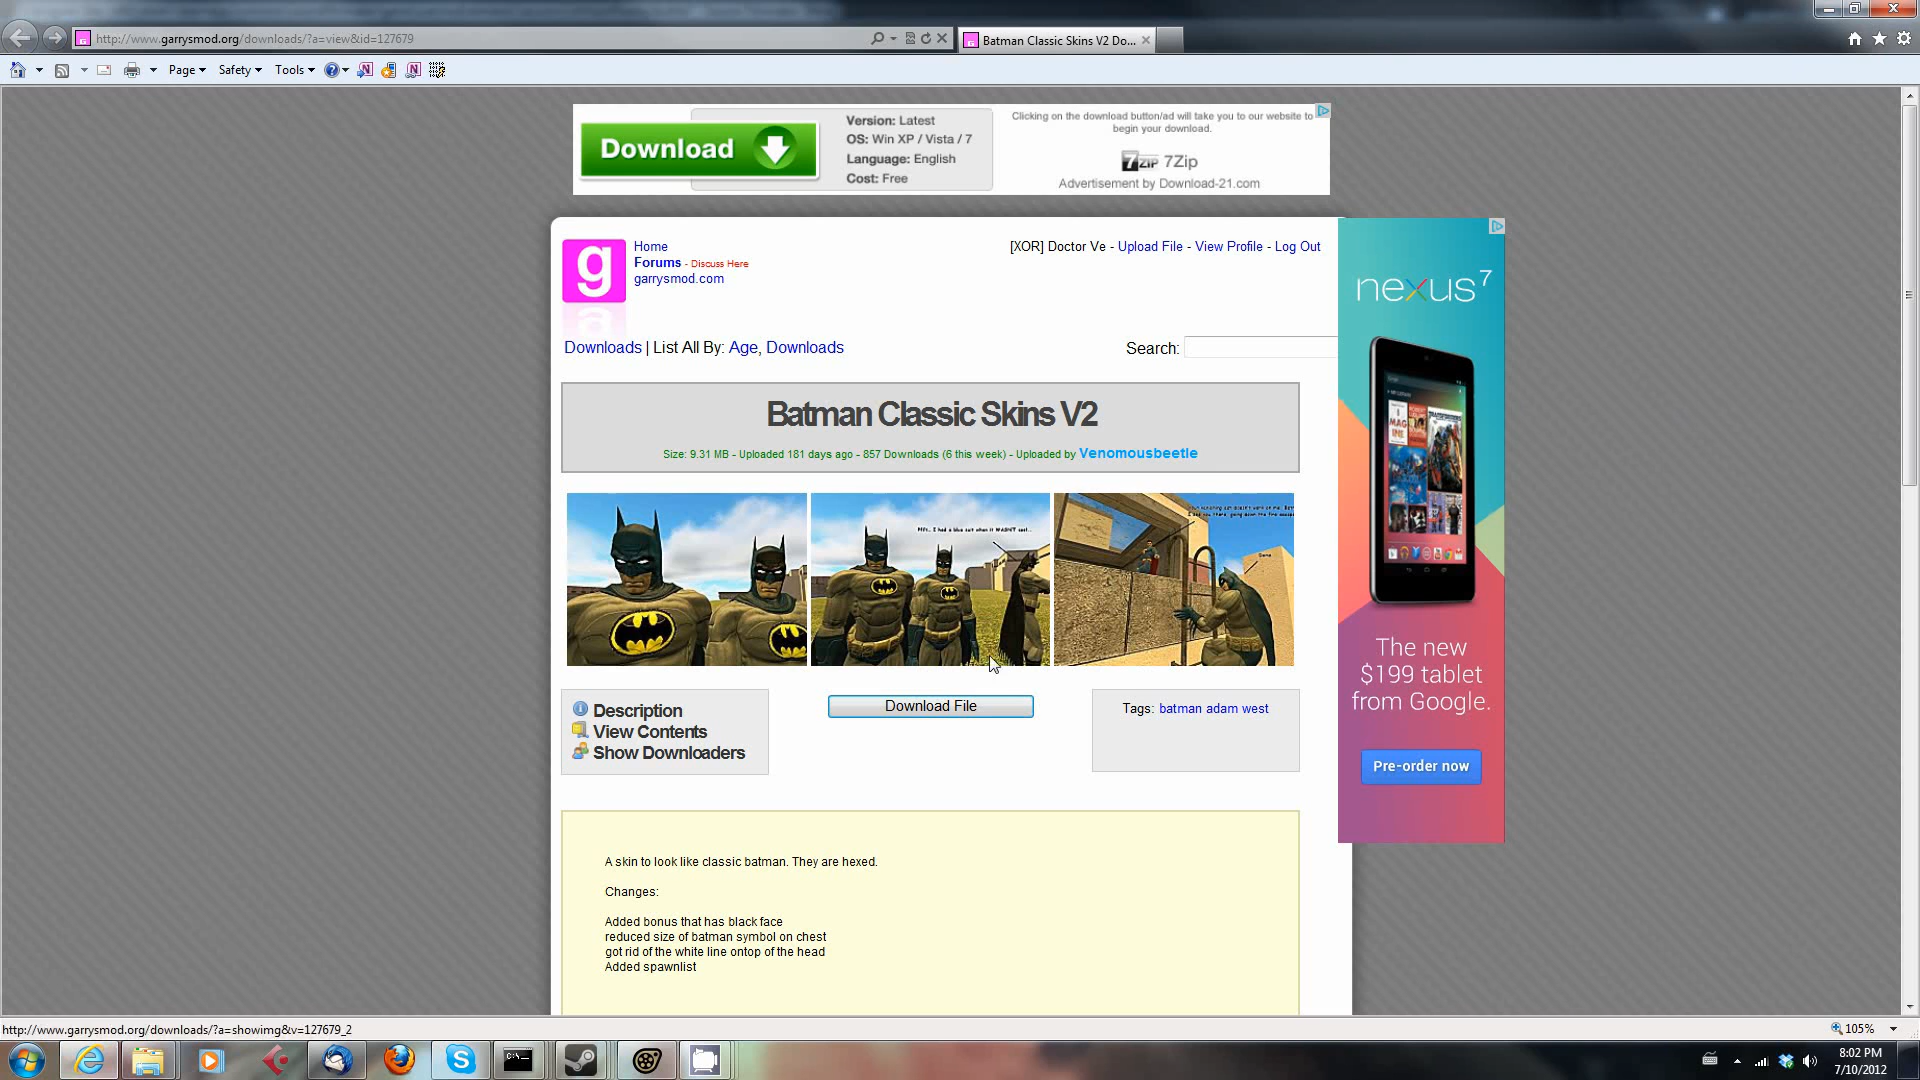 http://www.garrysmod.org/downloads/?a=view&id=127679
Batman Classic Skins V2 Do...
Page
Safety
Tools
Download
Version: Latest
OS: Win XP / Vista / 7
Language: English
Cost: Free
Clicking on the download button/ad will take you to our website to
begin your download.
7ZIP 7Zip
Advertisement by Download-21.com
g
Home
Forums - Discuss Here
garrysmod.com
[XOR] Doctor Ve - Upload File - View Profile - Log Out
Downloads | List All By: Age, Downloads
Search:
Batman Classic Skins V2
Size: 9.31 MB - Uploaded 181 days ago - 857 Downloads (6 this week) - Uploaded by Venomousbeetle
Description
View Contents
Show Downloaders
Download File
Tags: batman adam west
A skin to look like classic batman. They are hexed.
Changes:
Added bonus that has black face
reduced size of batman symbol on chest
got rid of the white line ontop of the head
Added spawnlist
nexus 7
The new
$199 tablet
from Google.
Pre-order now
http://www.garrysmod.org/downloads/?a=showimg&v=127679_2
105%
8:02 PM
7/10/2012